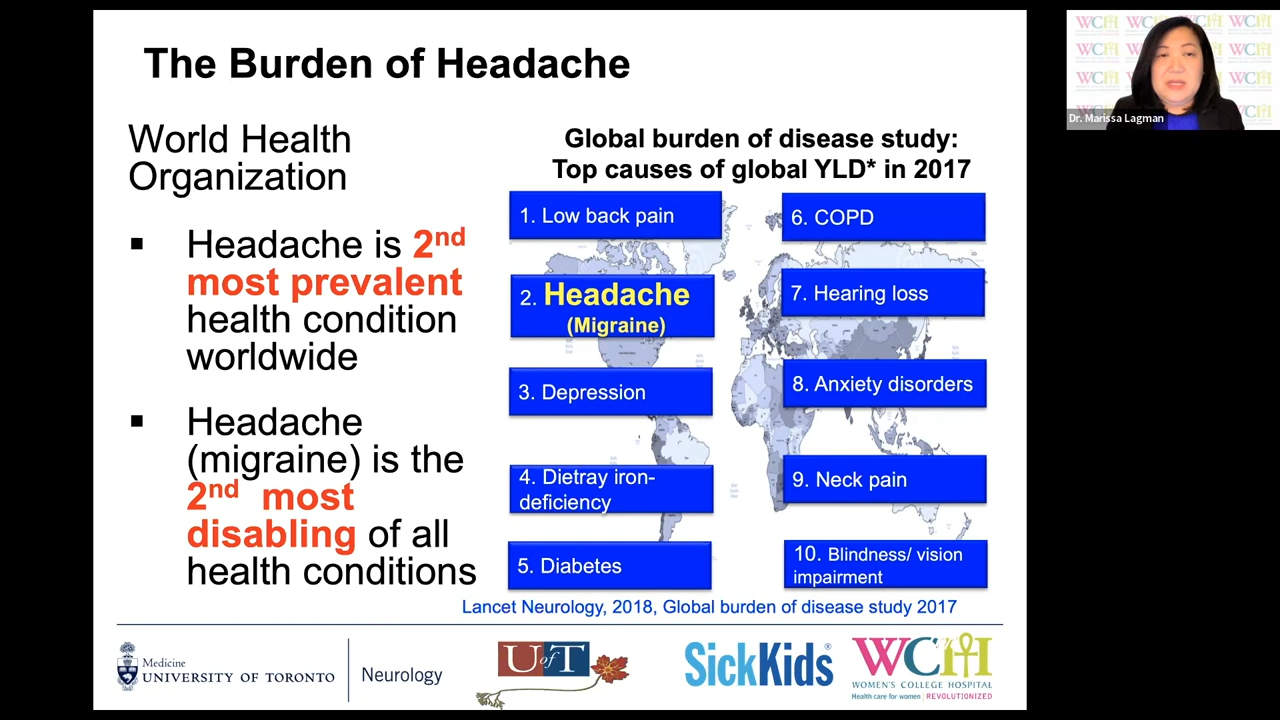 The Burden of Headache
World Health
Organization
▪ Headache is 2nd
most prevalent
health condition
worldwide
▪ Headache
(migraine) is the
2nd most
disabling of all
health conditions
Global burden of disease study:
Top causes of global YLD* in 2017
1. Low back pain
2. Headache
(Migraine)
3. Depression
4. Dietray iron-
deficiency
5. Diabetes
6. COPD
7. Hearing loss
8. Anxiety disorders
9. Neck pain
10. Blindness/ vision
impairment
Lancet Neurology, 2018, Global burden of disease study 2017
Medicine
UNIVERSITY OF TORONTO
Neurology
U of T
SickKids®
WCH
WOMEN'S COLLEGE HOSPITAL
Health care for women | REVOLUTIONIZED
WCH WCH WCH WCH
Dr. Marissa Lagman